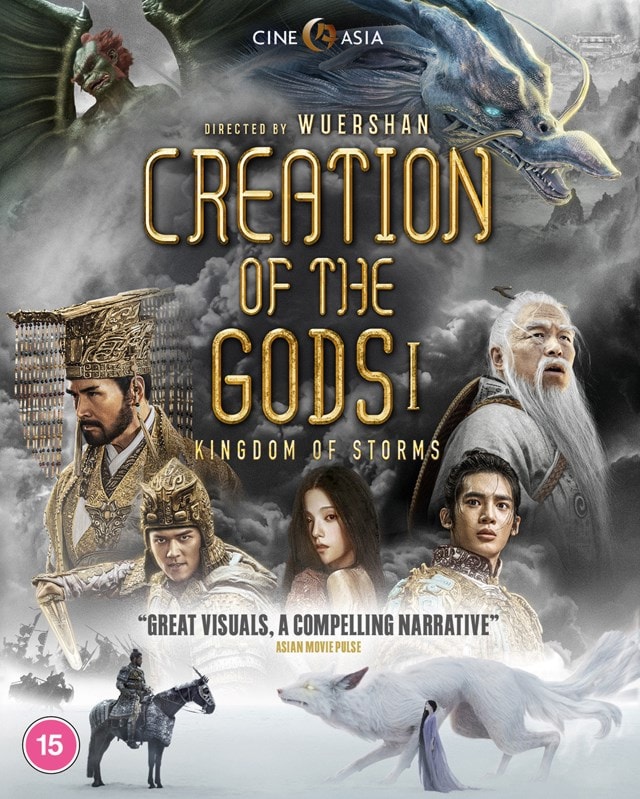 CINE ASIA
DIRECTED BY WUERSHAN
CREATION
OF THE
GODS I
KINGDOM OF STORMS
“GREAT VISUALS, A COMPELLING NARRATIVE”
ASIAN MOVIE PULSE
15